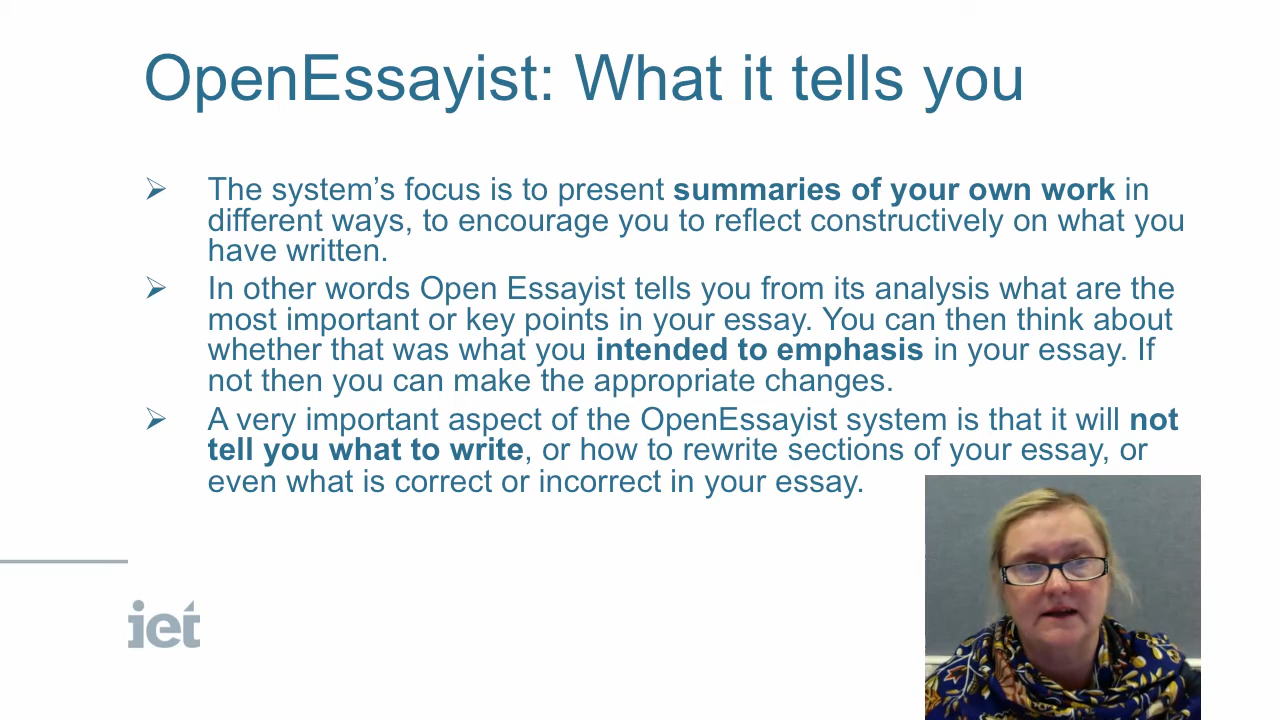 OpenEssayist: What it tells you
➢ The system’s focus is to present summaries of your own work in
different ways, to encourage you to reflect constructively on what you
have written.
➢ In other words Open Essayist tells you from its analysis what are the
most important or key points in your essay. You can then think about
whether that was what you intended to emphasis in your essay. If
not then you can make the appropriate changes.
➢ A very important aspect of the OpenEssayist system is that it will not
tell you what to write, or how to rewrite sections of your essay, or
even what is correct or incorrect in your essay.
iet